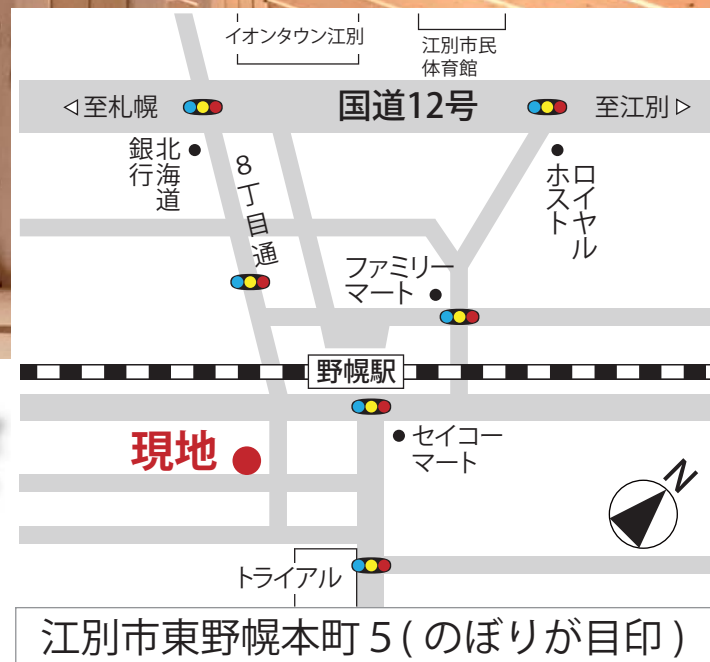 イオンタウン江別
江別市民
体育館
◁至札幌
国道12号
至江別▷
北海道
銀行
8丁目通
ロイヤル
ホスト
ファミリー
マート
野幌駅
現地
セイコー
マート
N
トライアル
江別市東野幌本町5(のぼりが目印)